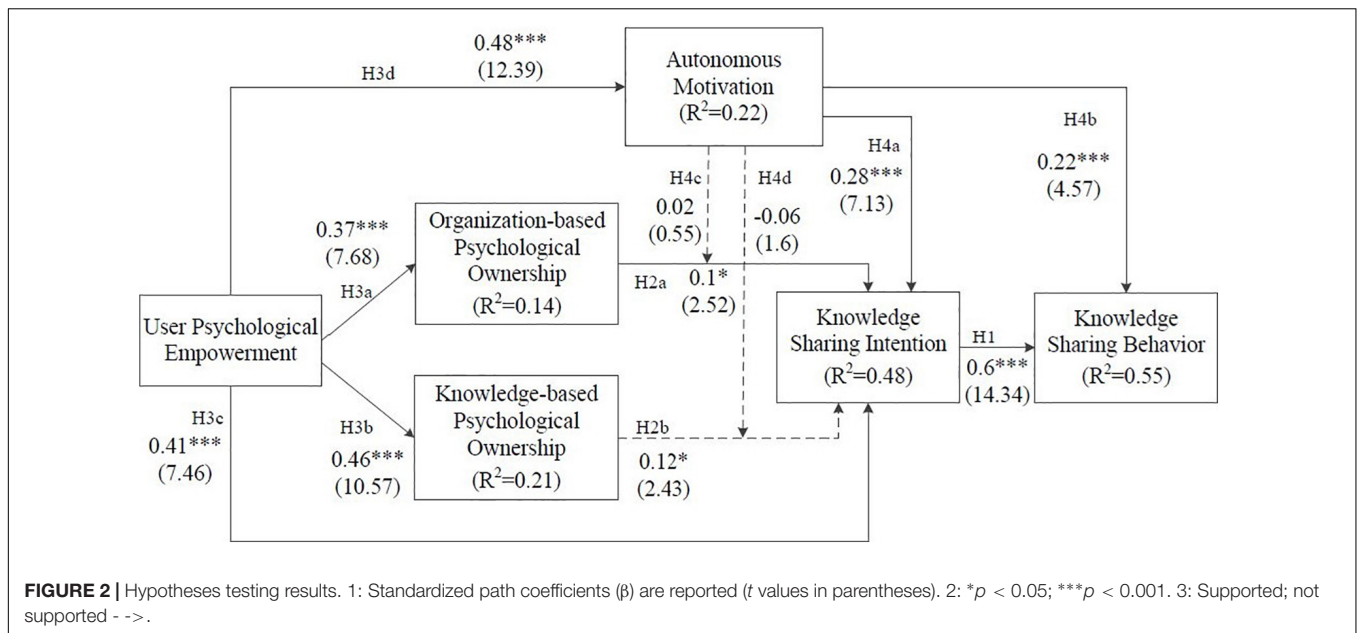 0.48***
(12.39)
H3d
Autonomous
Motivation
(R²=0.22)
H4b
0.22***
(4.57)
H4a
0.28***
(7.13)
H4c
0.02
(0.55)
H4d
-0.06
(1.6)
0.37***
(7.68)
H3a
Organization-based
Psychological
Ownership
(R²=0.14)
H2a
0.1*
(2.52)
User Psychological
Empowerment
Knowledge
Sharing Intention
(R²=0.48)
H1
0.6***
(14.34)
Knowledge
Sharing Behavior
(R²=0.55)
H3c
0.41***
(7.46)
H3b
0.46***
(10.57)
Knowledge-based
Psychological
Ownership
(R²=0.21)
H2b
0.12*
(2.43)
FIGURE 2 | Hypotheses testing results. 1: Standardized path coefficients (β) are reported (t values in parentheses). 2: *p < 0.05; ***p < 0.001. 3: Supported; not
supported - ->.